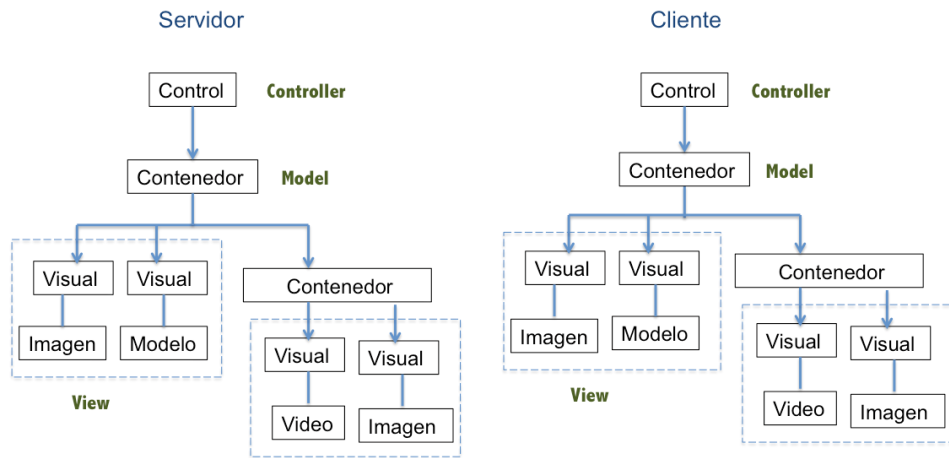 Servidor
Control
Controller
Contenedor
Model
Visual
Visual
Contenedor
Imagen
Modelo
Visual
Visual
View
Video
Imagen
Cliente
Control
Controller
Contenedor
Model
Visual
Visual
Contenedor
Imagen
Modelo
Visual
Visual
View
Video
Imagen